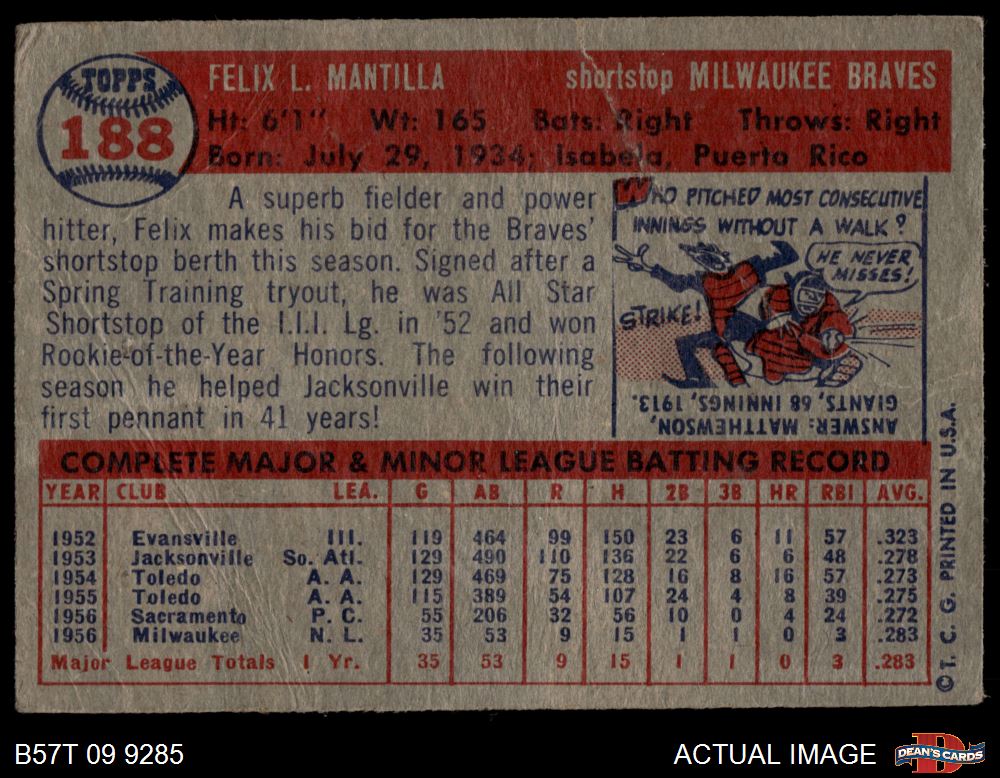 TOPPS
188
FELIX L. MANTILLA shortstop MILWAUKEE BRAVES
Ht: 6'1" Wt: 165 Bats: Right Throws: Right
Born: July 29, 1934; Isabela, Puerto Rico
A superb fielder and power
hitter, Felix makes his bid for the Braves'
shortstop berth this season. Signed after a
Spring Training tryout, he was All Star
Shortstop of the I.I.I. Lg. in '52 and won
Rookie-of-the-Year Honors. The following
season he helped Jacksonville win their
first pennant in 41 years!
WHO PITCHED MOST CONSECUTIVE
INNINGS WITHOUT A WALK?
HE NEVER
MISSES!
STRIKE!
ANSWER: MATTHEWSON,
GIANTS, 68 INNINGS, 1913.
COMPLETE MAJOR & MINOR LEAGUE BATTING RECORD
YEAR CLUB LEA. G AB R H 2B 3B HR RBI AVG.
1952 Evansville III. 119 464 99 150 23 6 11 57 .323
1953 Jacksonville So. Atl. 129 490 110 136 22 6 6 48 .278
1954 Toledo A. A. 129 469 75 128 16 8 16 57 .273
1955 Toledo A. A. 115 389 54 107 24 4 8 39 .275
1956 Sacramento P. C. 55 206 32 56 10 0 4 24 .272
1956 Milwaukee N. L. 35 53 9 15 1 1 0 3 .283
Major League Totals 1 Yr. 35 53 9 15 1 1 0 3 .283
© T. C. G. PRINTED IN U.S.A.
B57T 09 9285 ACTUAL IMAGE
DEAN'S CARDS